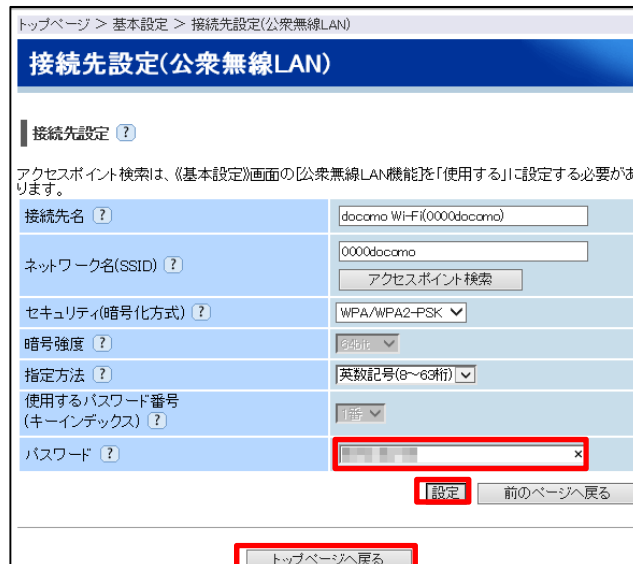 トップページ > 基本設定 > 接続先設定(公衆無線LAN)
接続先設定(公衆無線LAN)
接続先設定 ?
アクセスポイント検索は、《基本設定》画面の[公衆無線LAN機能]を「使用する」に設定する必要があ
ります。
接続先名 ?
docomo Wi-Fi(0000docomo)
ネットワーク名(SSID) ?
0000docomo
アクセスポイント検索
セキュリティ(暗号化方式) ?
WPA/WPA2-PSK
暗号強度 ?
64bit
指定方法 ?
英数記号(8～63桁)
使用するパスワード番号
(キーインデックス) ?
1番
パスワード ?
×
設定 前のページへ戻る
トップページへ戻る